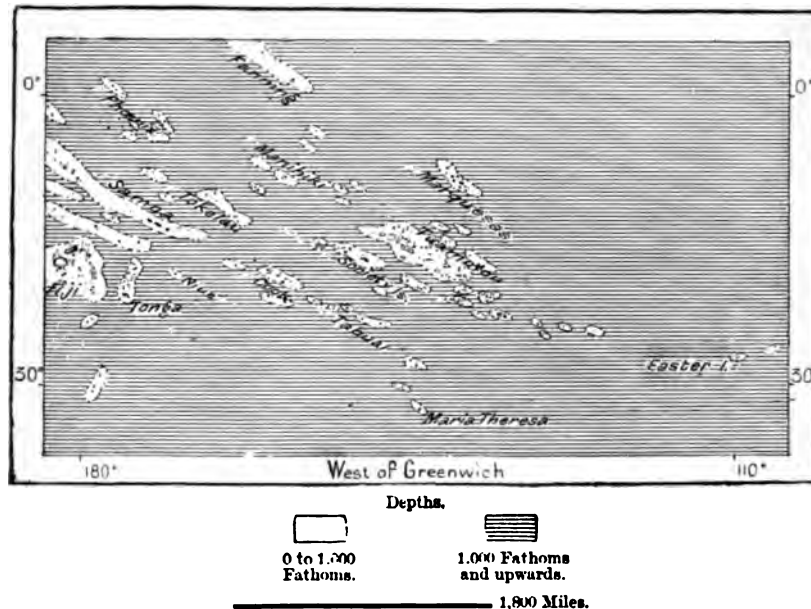 Fanning
0° 0°
Phœnix
Manihiki
Marquesas
Samoa
Tokelau
Tuamotou
Society Is
Fiji
Tonga
Niue
Cook
Tubuai
30° 30°
Easter I.
Maria Theresa
180° West of Greenwich 110°
Depths.
0 to 1.000 1.000 Fathoms
Fathoms. and upwards.
1,800 Miles.